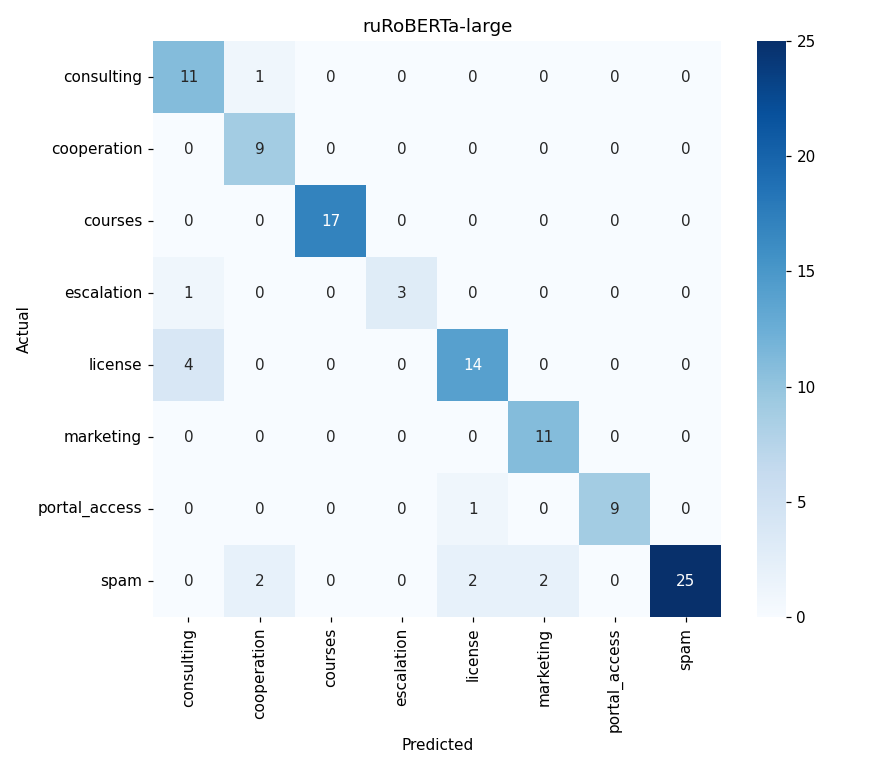 ruRoBERTa-large
consulting 11 1 0 0 0 0 0 0
cooperation 0 9 0 0 0 0 0 0
courses 0 0 17 0 0 0 0 0
escalation 1 0 0 3 0 0 0 0
license 4 0 0 0 14 0 0 0
marketing 0 0 0 0 0 11 0 0
portal_access 0 0 0 0 1 0 9 0
spam 0 2 0 0 2 2 0 25
Actual
consulting
cooperation
courses
escalation
license
marketing
portal_access
spam
Predicted
25
20
15
10
5
0